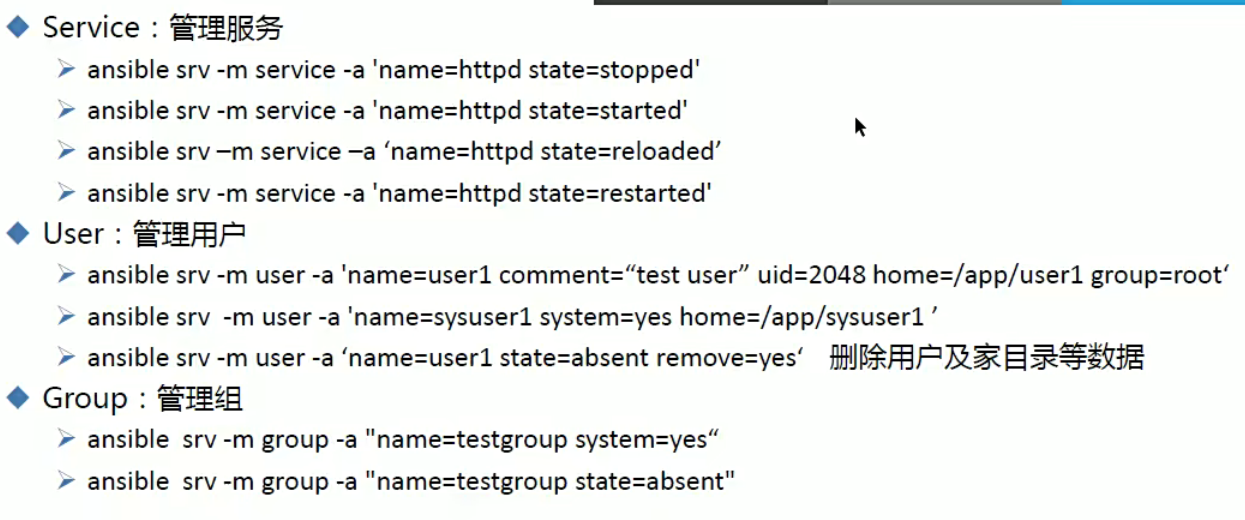 Service：管理服务
ansible srv -m service -a 'name=httpd state=stopped'
ansible srv -m service -a 'name=httpd state=started'
ansible srv –m service –a ‘name=httpd state=reloaded’
ansible srv -m service -a 'name=httpd state=restarted'
User：管理用户
ansible srv -m user -a 'name=user1 comment=“test user” uid=2048 home=/app/user1 group=root‘
ansible srv  -m user -a 'name=sysuser1 system=yes home=/app/sysuser1 ’
ansible srv -m user -a ‘name=user1 state=absent remove=yes‘ 删除用户及家目录等数据
Group：管理组
ansible  srv -m group -a "name=testgroup system=yes“
ansible  srv -m group -a "name=testgroup state=absent"